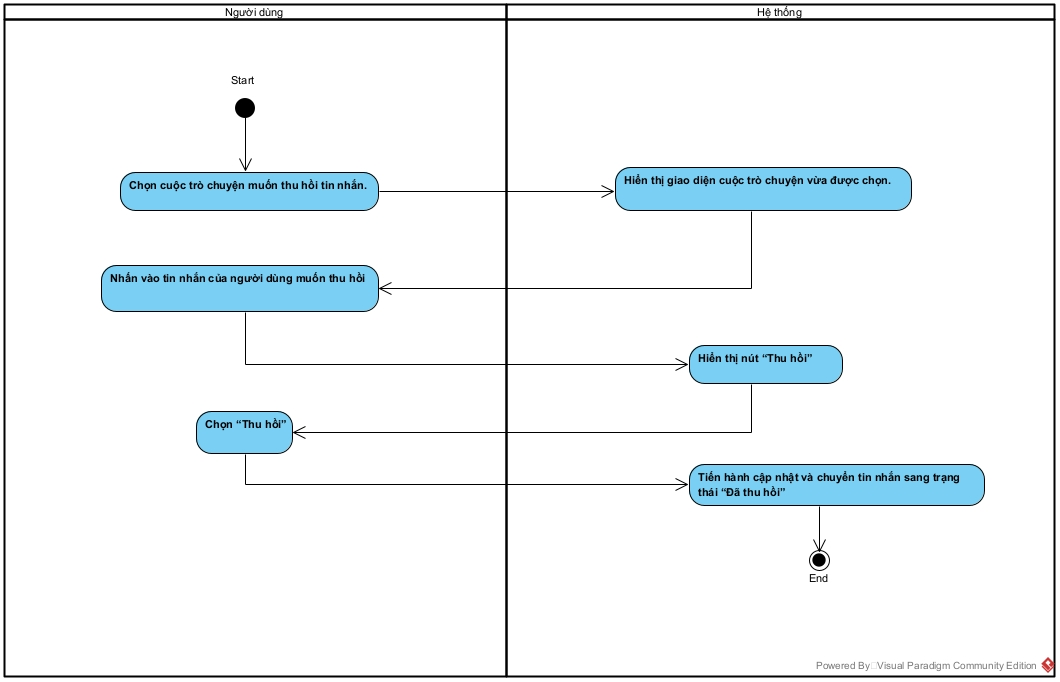 Người dùng
Hệ thống
Start
Chọn cuộc trò chuyện muốn thu hồi tin nhắn.
Hiển thị giao diện cuộc trò chuyện vừa được chọn.
Nhấn vào tin nhắn của người dùng muốn thu hồi
Hiển thị nút “Thu hồi”
Chọn “Thu hồi”
Tiến hành cập nhật và chuyển tin nhắn sang trạng
thái “Đã thu hồi”
End
Powered By Visual Paradigm Community Edition